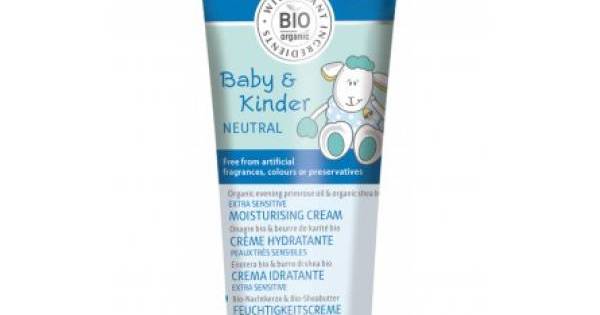 BIO
organic
INGREDIENTS
Baby &
Kinder
NEUTRAL
Free from artificial
fragrances, colours or preservatives
Organic evening primrose oil & organic shea
EXTRA SENSITIVE
MOISTURISING CREAM
Onagre bio & beurre de karité bio
CRÈME HYDRATANTE
PEAUX TRÈS SENSIBLES
Enotera bio & burro di shea bio
CREMA IDRATANTE
EXTRA SENSITIVE
Bio-Nachtkerze & Bio-Sheabutter
FEUCHTIGKEITSCREME